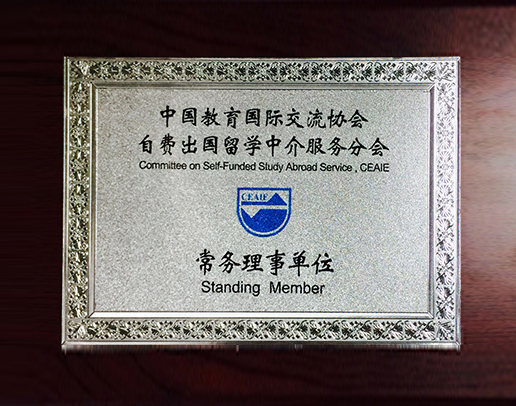 中国教育国际交流协会
自费出国留学中介服务分会
Committee on Self-Funded Study Abroad Service , CEAIE
CEAIE
常务理事单位
Standing Member